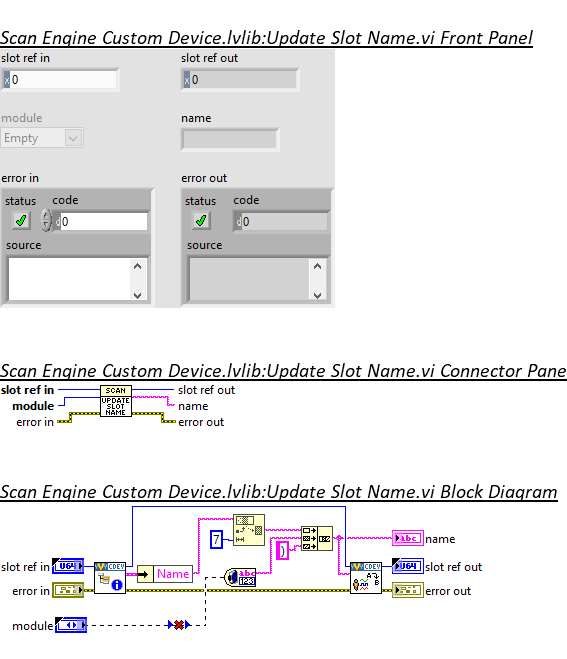 Scan Engine Custom Device.lvlib:Update Slot Name.vi Front Panel
slot ref in slot ref out
x 0 x 0
module name
Empty
error in error out
status code status code
d 0 d 0
source source
Scan Engine Custom Device.lvlib:Update Slot Name.vi Connector Pane
slot ref in SCAN slot ref out
module UPDATE name
SLOT
error in NAME error out
Scan Engine Custom Device.lvlib:Update Slot Name.vi Block Diagram
7
)
abc name
slot ref in U64 CDEV Name abc 123 CDEV U64 slot ref out
error in error out
module